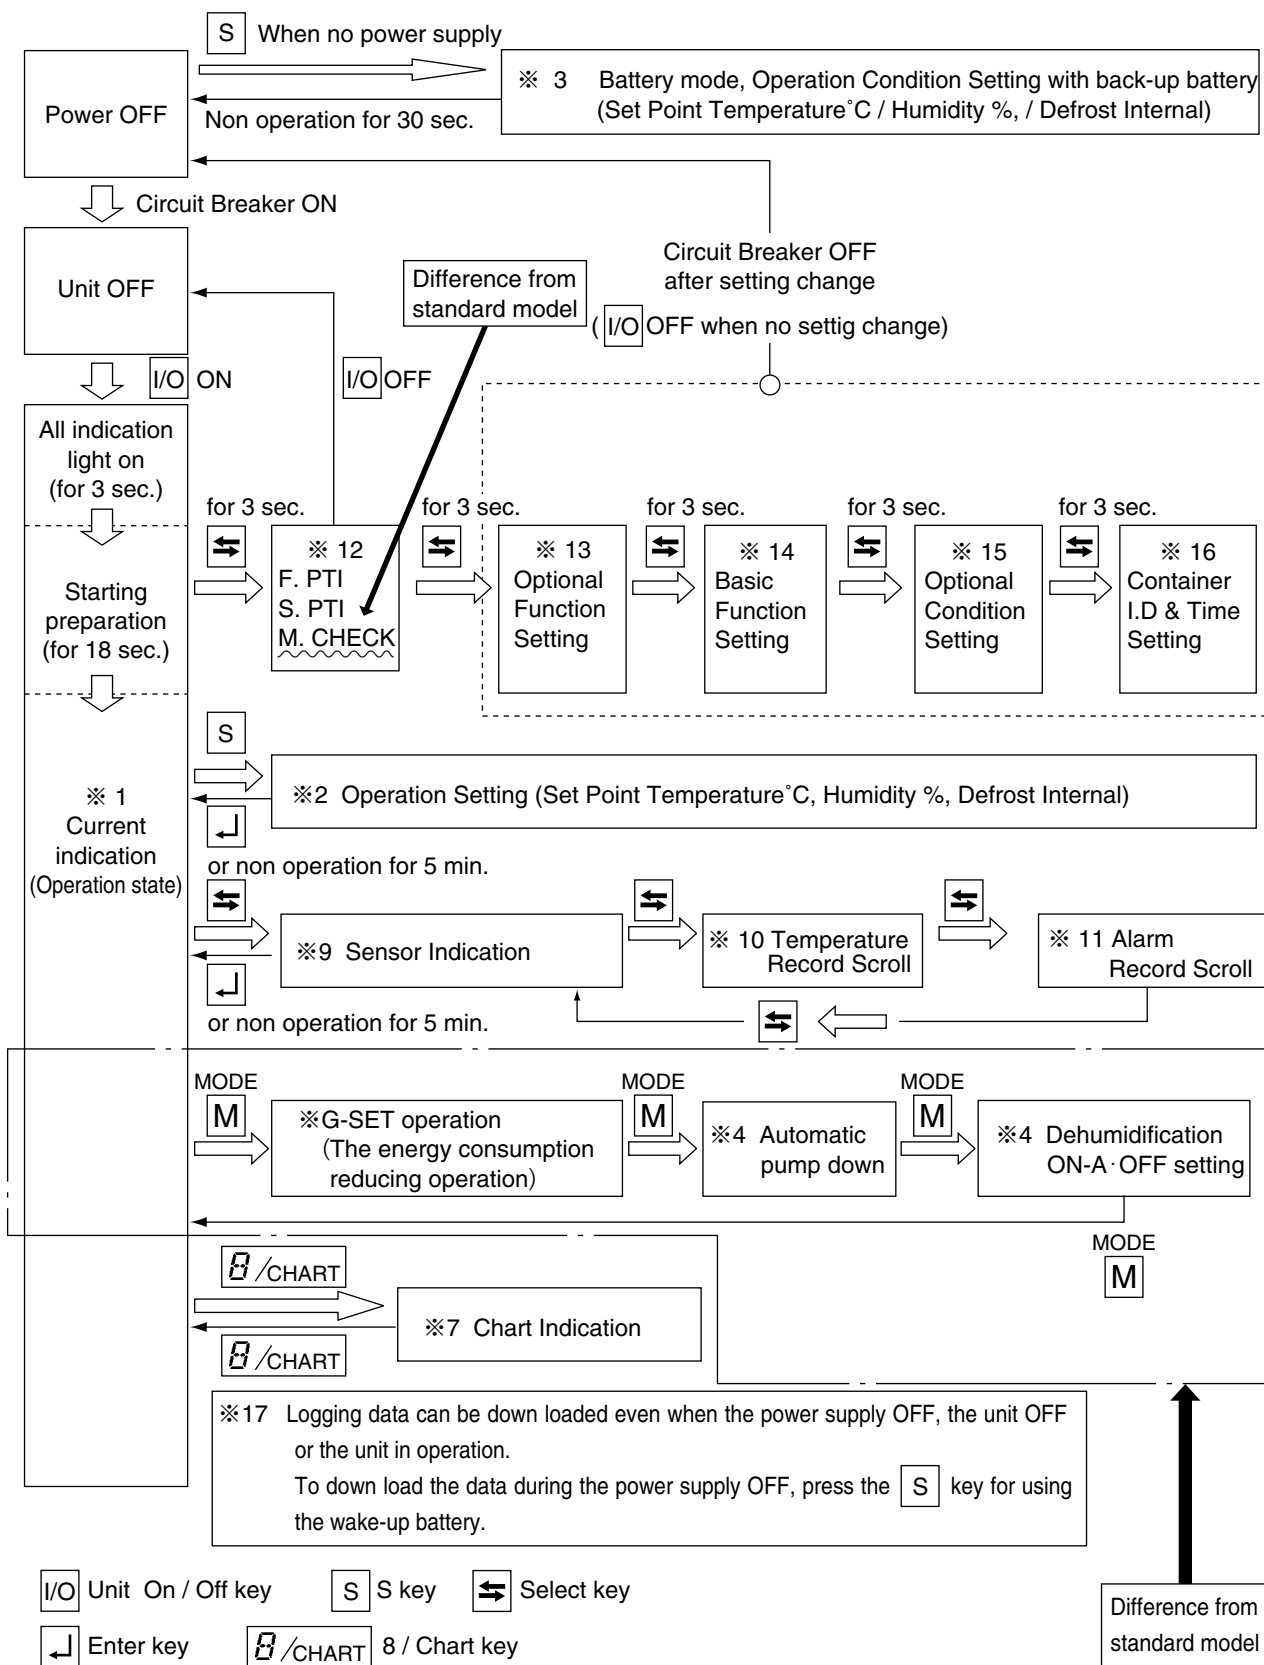 S When no power supply
Power OFF
※ 3 Battery mode, Operation Condition Setting with back-up battery
(Set Point Temperature˚C / Humidity %, / Defrost Internal)
Non operation for 30 sec.
Circuit Breaker ON
Unit OFF
Circuit Breaker OFF
after setting change
( I/O OFF when no settig change)
Difference from
standard model
I/O ON
I/O OFF
All indication
light on
(for 3 sec.)
Starting
preparation
(for 18 sec.)
for 3 sec.
※ 12
F. PTI
S. PTI
M. CHECK
for 3 sec.
※ 13
Optional
Function
Setting
for 3 sec.
※ 14
Basic
Function
Setting
for 3 sec.
※ 15
Optional
Condition
Setting
for 3 sec.
※ 16
Container
I.D & Time
Setting
※ 1
Current
indication
(Operation state)
S
※2 Operation Setting (Set Point Temperature˚C, Humidity %, Defrost Internal)
or non operation for 5 min.
※9 Sensor Indication
※ 10 Temperature
Record Scroll
※ 11 Alarm
Record Scroll
or non operation for 5 min.
MODE
M
※G-SET operation
(The energy consumption
reducing operation)
MODE
M
※4 Automatic
pump down
MODE
M
※4 Dehumidification
ON-A·OFF setting
MODE
M
8 /CHART
※7 Chart Indication
8 /CHART
※17 Logging data can be down loaded even when the power supply OFF, the unit OFF
or the unit in operation.
To down load the data during the power supply OFF, press the S key for using
the wake-up battery.
I/O Unit On / Off key
S S key
Select key
Enter key
8 /CHART 8 / Chart key
Difference from
standard model